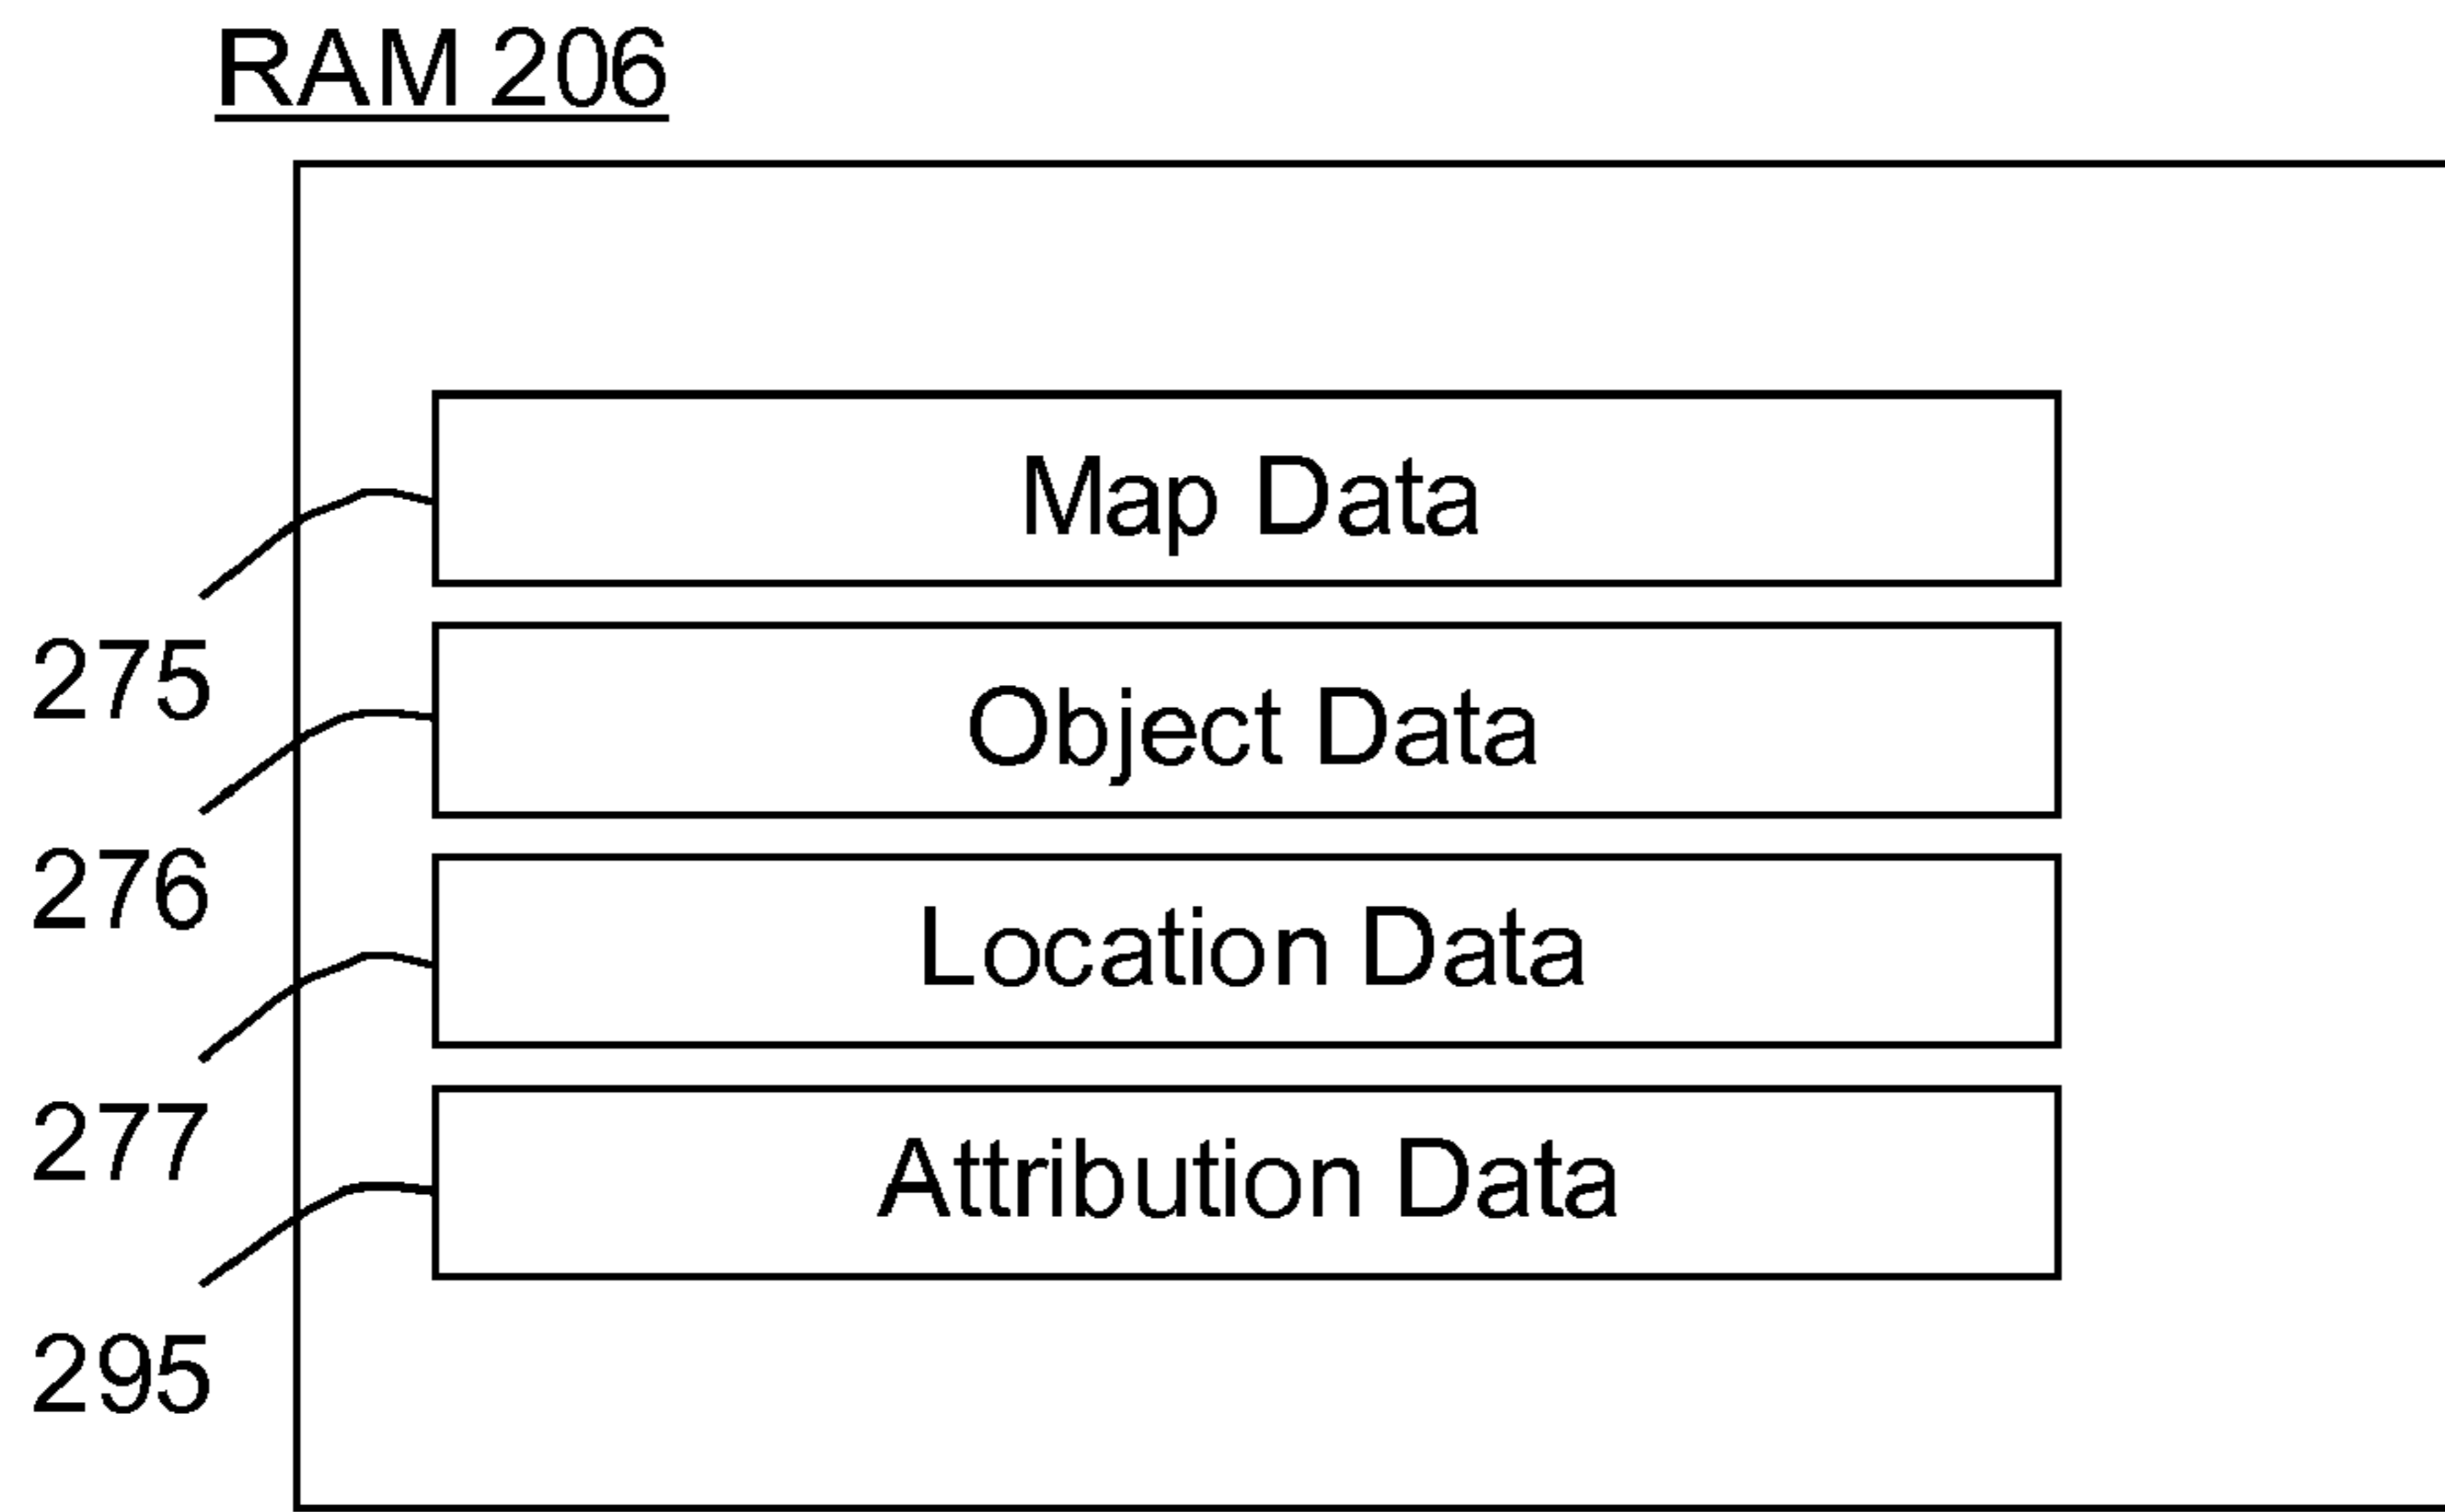 RAM 206
Map Data
275
Object Data
276
Location Data
277
Attribution Data
295